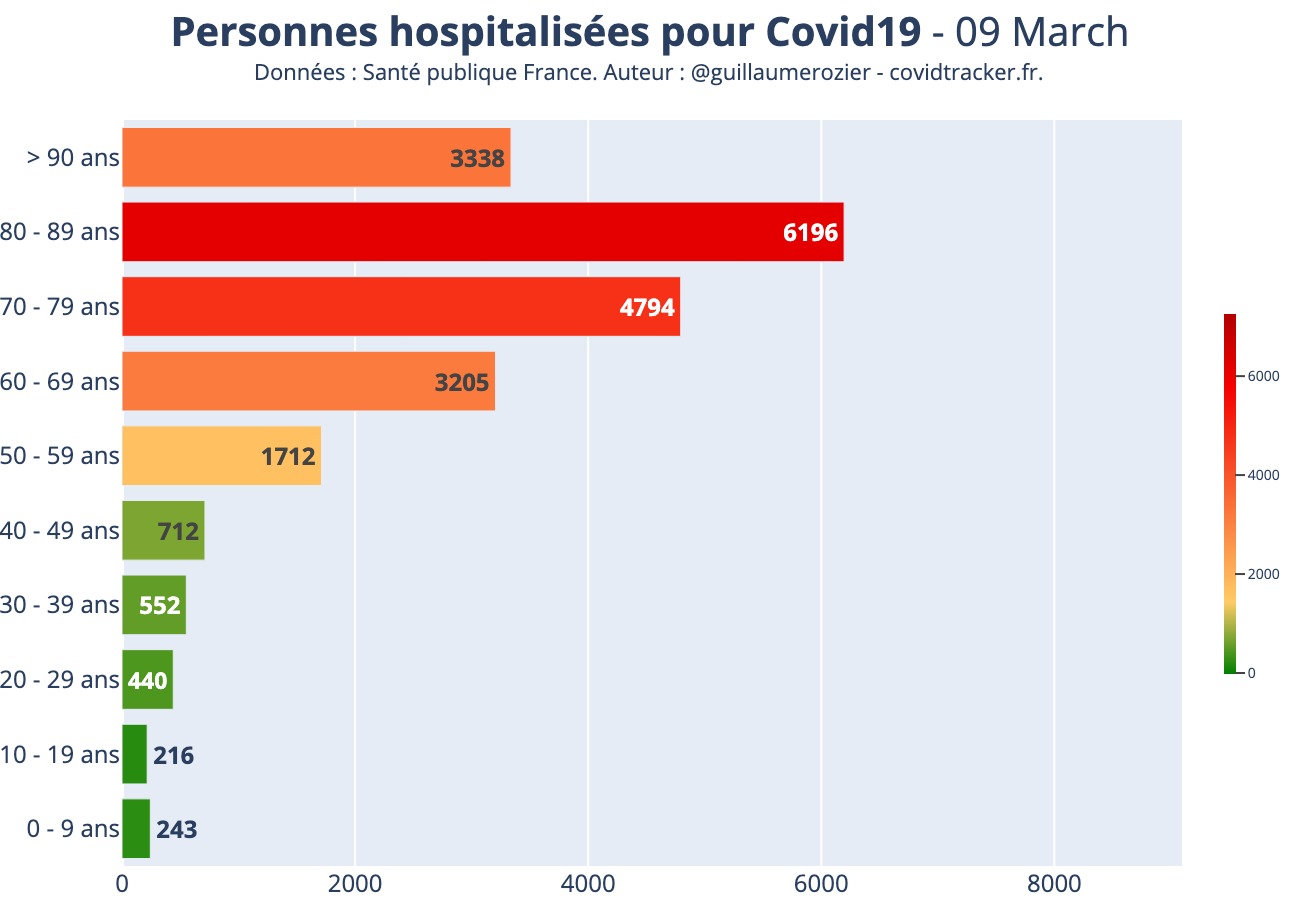 Personnes hospitalisées pour Covid19 - 09 March
Données : Santé publique France. Auteur : @guillaumerozier - covidtracker.fr.
> 90 ans 3338
80 - 89 ans 6196
70 - 79 ans 4794
60 - 69 ans 3205
50 - 59 ans 1712
40 - 49 ans 712
30 - 39 ans 552
20 - 29 ans 440
10 - 19 ans 216
0 - 9 ans 243
0 2000 4000 6000 8000
6000
4000
2000
0